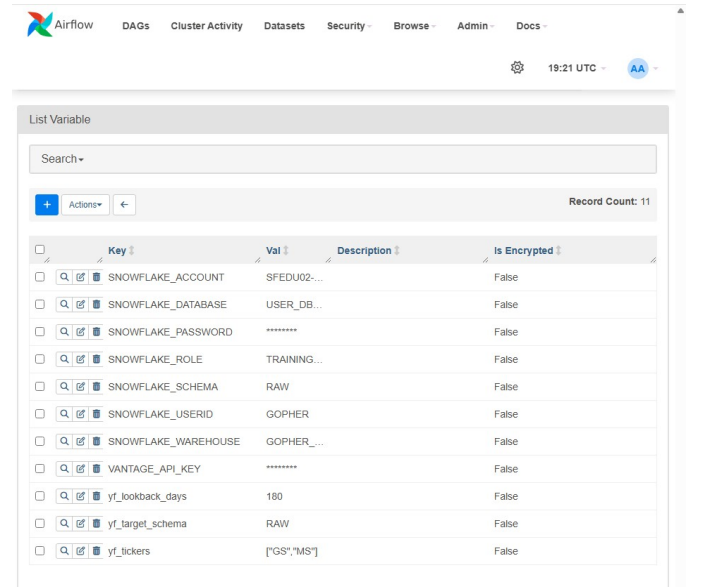 Airflow DAGs Cluster Activity Datasets Security Browse Admin Docs
19:21 UTC AA
List Variable
Search
+ Actions Record Count: 11
Key Val Description Is Encrypted
SNOWFLAKE_ACCOUNT SFEDU02-... False
SNOWFLAKE_DATABASE USER_DB... False
SNOWFLAKE_PASSWORD ******** False
SNOWFLAKE_ROLE TRAINING... False
SNOWFLAKE_SCHEMA RAW False
SNOWFLAKE_USERID GOPHER False
SNOWFLAKE_WAREHOUSE GOPHER_... False
VANTAGE_API_KEY ******** False
yf_lookback_days 180 False
yf_target_schema RAW False
yf_tickers ["GS","MS"] False